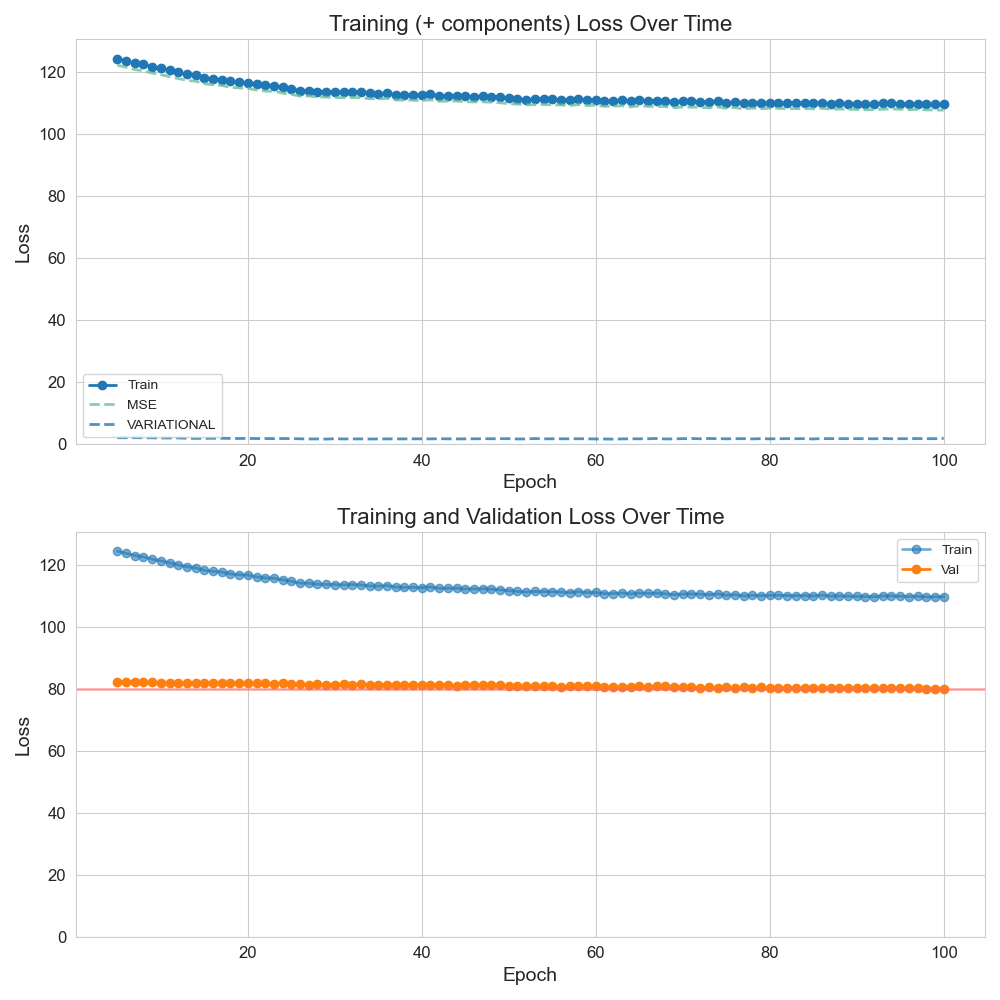 Training (+ components) Loss Over Time
120
100
80
60
40
20
0
Loss
Train
MSE
VARIATIONAL
20 40 60 80 100
Epoch
Training and Validation Loss Over Time
120
100
80
60
40
20
0
Loss
Train
Val
20 40 60 80 100
Epoch